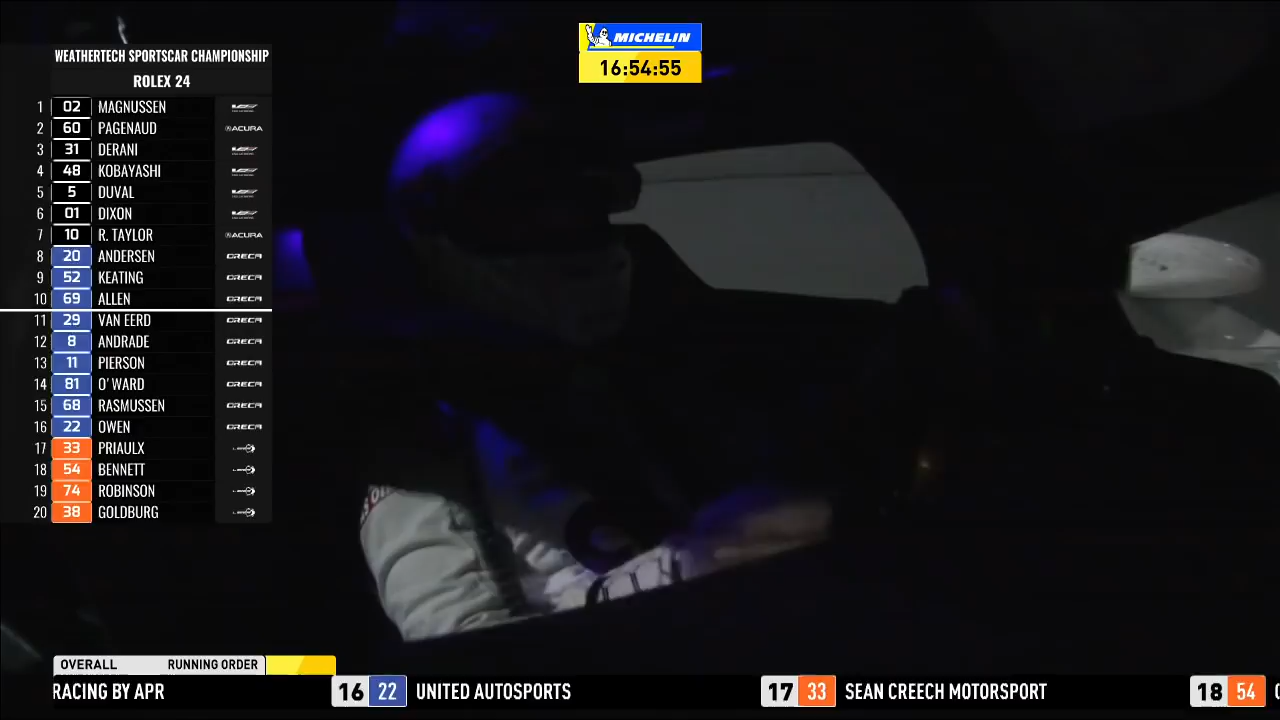 MICHELIN
16:54:55
WEATHERTECH SPORTSCAR CHAMPIONSHIP
ROLEX 24
1 02 MAGNUSSEN
2 60 PAGENAUD ACURA
3 31 DERANI
4 48 KOBAYASHI
5 5 DUVAL
6 01 DIXON
7 10 R. TAYLOR ACURA
8 20 ANDERSEN ORECA
9 52 KEATING ORECA
10 69 ALLEN ORECA
11 29 VAN EERD ORECA
12 8 ANDRADE ORECA
13 11 PIERSON ORECA
14 81 O'WARD ORECA
15 68 RASMUSSEN ORECA
16 22 OWEN ORECA
17 33 PRIAULX
18 54 BENNETT
19 74 ROBINSON
20 38 GOLDBURG
OVERALL RUNNING ORDER
RACING BY APR 16 22 UNITED AUTOSPORTS 17 33 SEAN CREECH MOTORSPORT 18 54